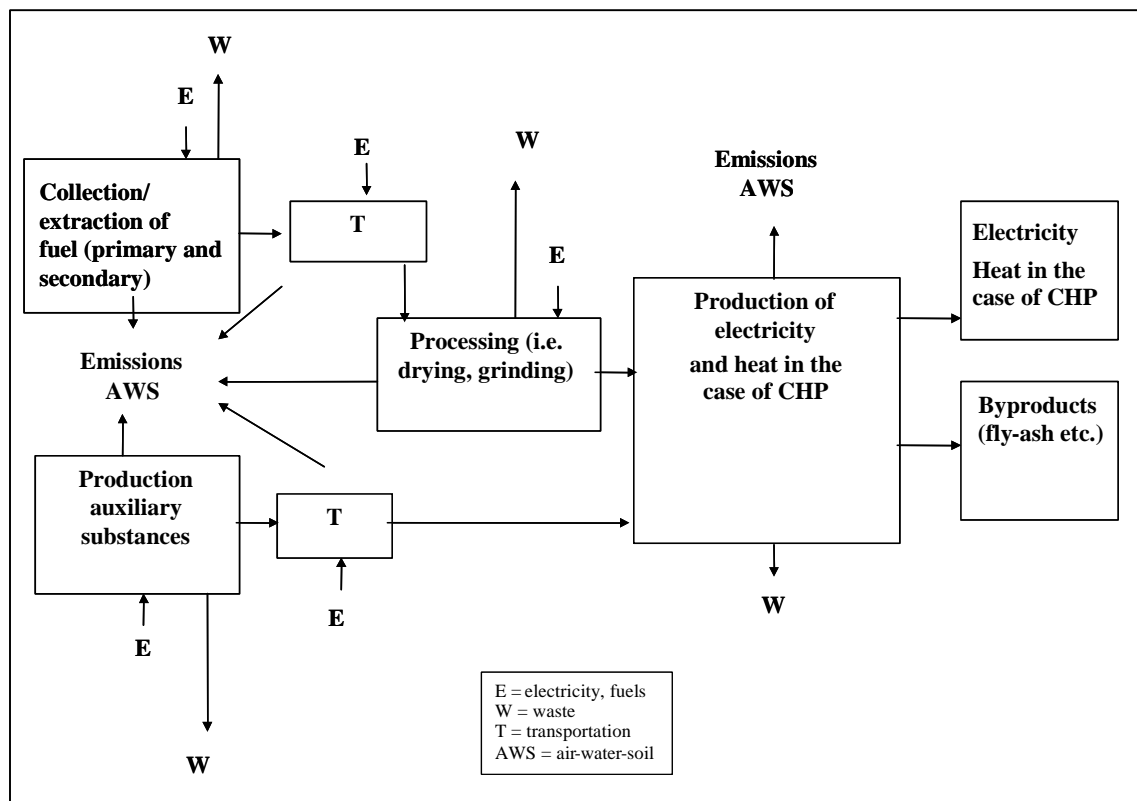 W
E
Collection/
extraction of
fuel (primary and
secondary)
E
T
W
E
Processing (i.e.
drying, grinding)
Emissions
AWS
Production of
electricity
and heat in the
case of CHP
Electricity
Heat in the
case of CHP
Byproducts
(fly-ash etc.)
Emissions
AWS
Production
auxiliary
substances
T
E
E
W
W
E = electricity, fuels
W = waste
T = transportation
AWS = air-water-soil